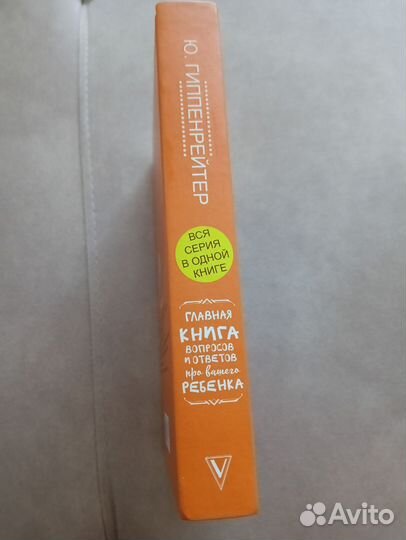 Ю. ГИППЕНРЕЙТЕР
ВСЯ
СЕРИЯ
В ОДНОЙ
КНИГЕ
ГЛАВНАЯ
КНИГА
ВОПРОСОВ
И ОТВЕТОВ
про вашего
РЕБЕНКА
V
Avito